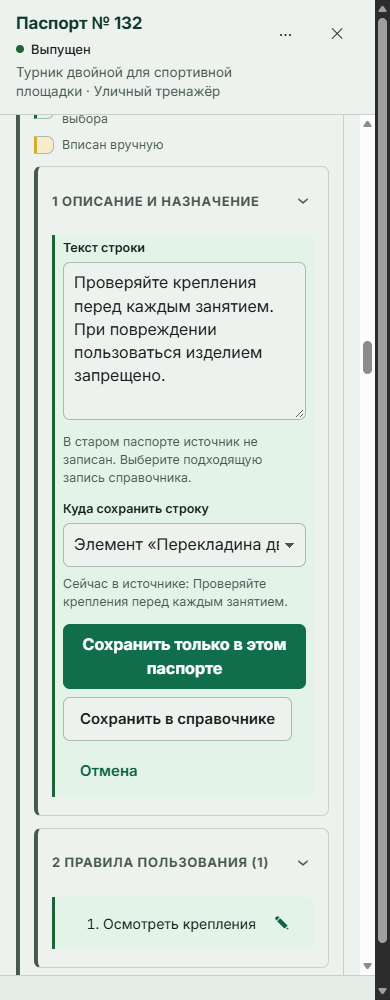 Паспорт № 132
...
Выпущен
Турник двойной для спортивной
площадки · Уличный тренажёр
выбора
Вписан вручную
1 ОПИСАНИЕ И НАЗНАЧЕНИЕ
Текст строки
Проверяйте крепления
перед каждым занятием.
При повреждении
пользоваться изделием
запрещено.
В старом паспорте источник не
записан. Выберите подходящую
запись справочника.
Куда сохранить строку
Элемент «Перекладина дв
Сейчас в источнике: Проверяйте
крепления перед каждым занятием.
Сохранить только в этом
паспорте
Сохранить в справочнике
Отмена
2 ПРАВИЛА ПОЛЬЗОВАНИЯ (1)
1. Осмотреть крепления